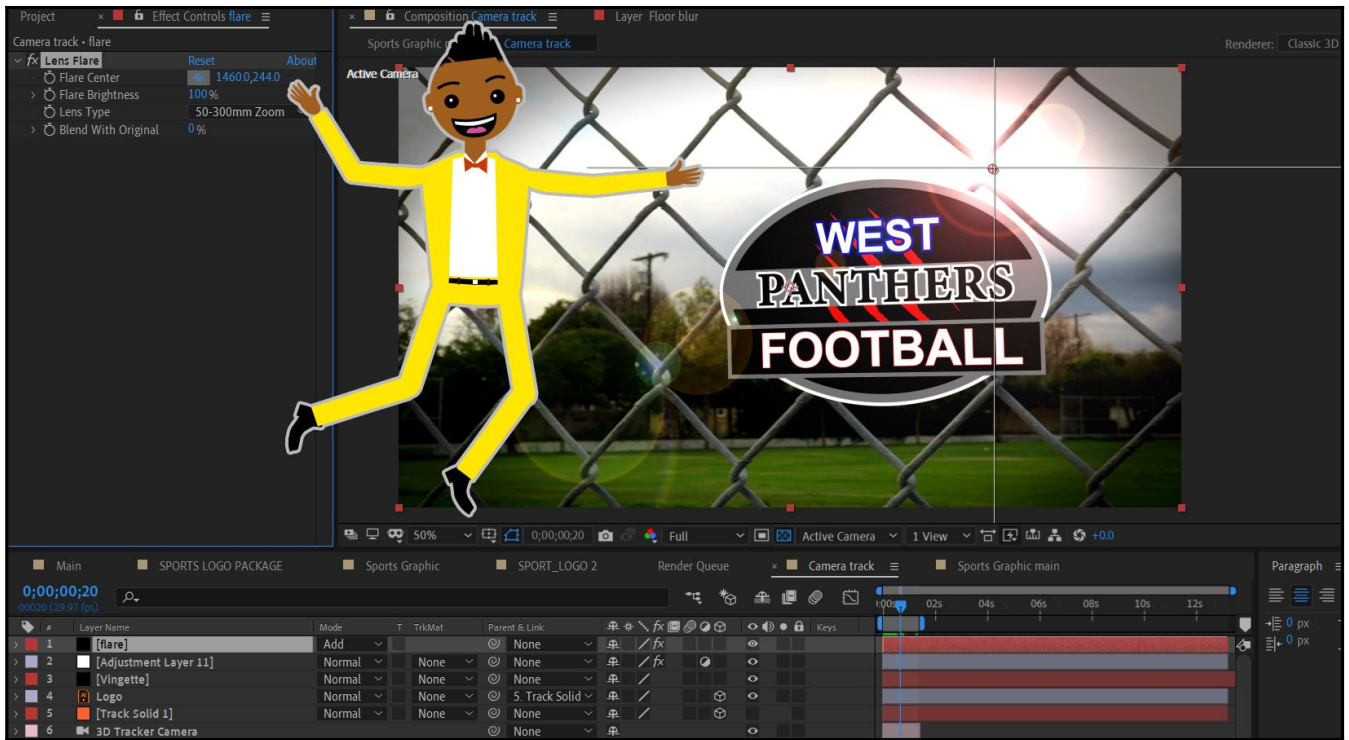 Project × Effect Controls flare ≡
× Composition Camera track ≡ Layer Floor blur
Camera track • flare
Sports Graphic Camera track Renderer: Classic 3D
fx Lens Flare Reset About
Flare Center 1460.0,244.0
Flare Brightness 100%
Lens Type 50-300mm Zoom
Blend With Original 0%
Active Camera
WEST
PANTHERS
FOOTBALL
50% 0;00;00;20 Full Active Camera 1 View +0.0
Main SPORTS LOGO PACKAGE Sports Graphic SPORT_LOGO 2 Render Queue × Camera track ≡ Sports Graphic main Paragraph ≡
0;00;00;20
00020 (29.97 fps)
02s 04s 06s 08s 10s 12s
# Layer Name Mode T TrkMat Parent & Link fx Keys
0 px
0 px
1 [flare] Add None fx
2 [Adjustment Layer 11] Normal None None fx
3 [Vingette] Normal None None
4 Logo Normal None 5. Track Solid
5 [Track Solid 1] Normal None None
6 3D Tracker Camera None